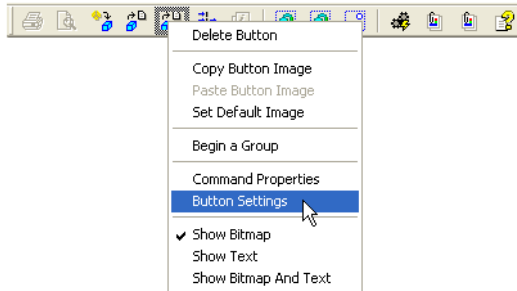 Delete Button
Copy Button Image
Paste Button Image
Set Default Image
Begin a Group
Command Properties
Button Settings
Show Bitmap
Show Text
Show Bitmap And Text